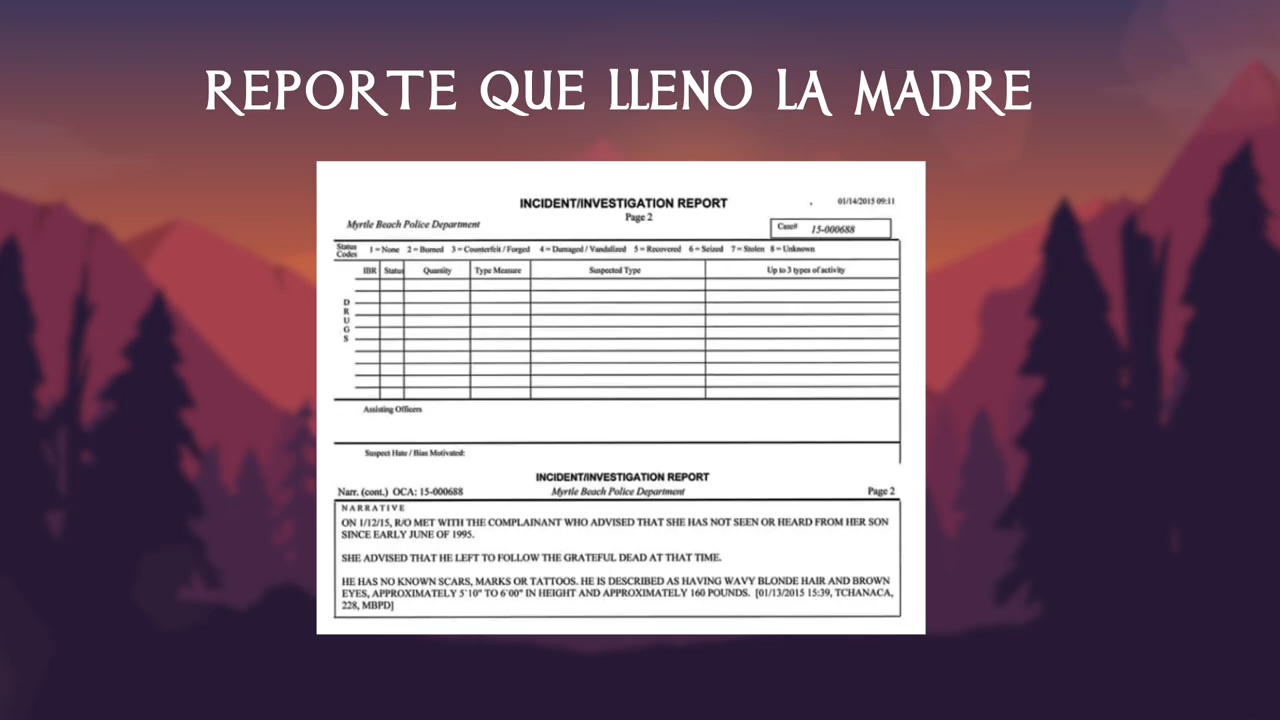 REPORTE QUE LLENO LA MADRE
INCIDENT/INVESTIGATION REPORT
01/14/2015 09:11
Page 2
Myrtle Beach Police Department
Case# 15-000688
Status Codes 1 = None 2 = Burned 3 = Counterfeit / Forged 4 = Damaged / Vandalized 5 = Recovered 6 = Seized 7 = Stolen 8 = Unknown
IBR Status Quantity Type Measure Suspected Type Up to 3 types of activity
D
R
U
G
S
Assisting Officers
Suspect Hate / Bias Motivated:
INCIDENT/INVESTIGATION REPORT
Narr. (cont.) OCA: 15-000688 Myrtle Beach Police Department Page 2
NARRATIVE
ON 1/12/15, R/O MET WITH THE COMPLAINANT WHO ADVISED THAT SHE HAS NOT SEEN OR HEARD FROM HER SON
SINCE EARLY JUNE OF 1995.
SHE ADVISED THAT HE LEFT TO FOLLOW THE GRATEFUL DEAD AT THAT TIME.
HE HAS NO KNOWN SCARS, MARKS OR TATTOOS. HE IS DESCRIBED AS HAVING WAVY BLONDE HAIR AND BROWN
EYES, APPROXIMATELY 5'10" TO 6'00" IN HEIGHT AND APPROXIMATELY 160 POUNDS. [01/13/2015 15:39, TCHANACA,
228, MBPD]